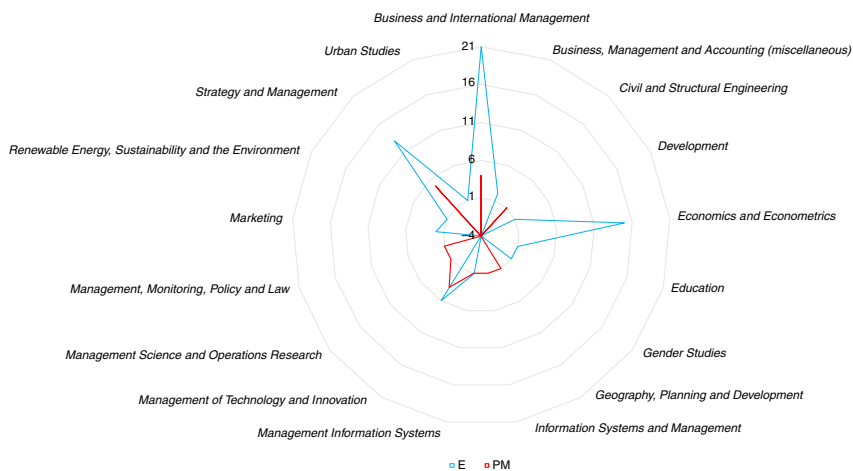 Business and International Management
Urban Studies
21
Business, Management and Accounting (miscellaneous)
Strategy and Management
16
Civil and Structural Engineering
11
Renewable Energy, Sustainability and the Environment
Development
6
1
Marketing
Economics and Econometrics
-4
Management, Monitoring, Policy and Law
Education
Management Science and Operations Research
Gender Studies
Management of Technology and Innovation
Geography, Planning and Development
Management Information Systems
Information Systems and Management
E PM